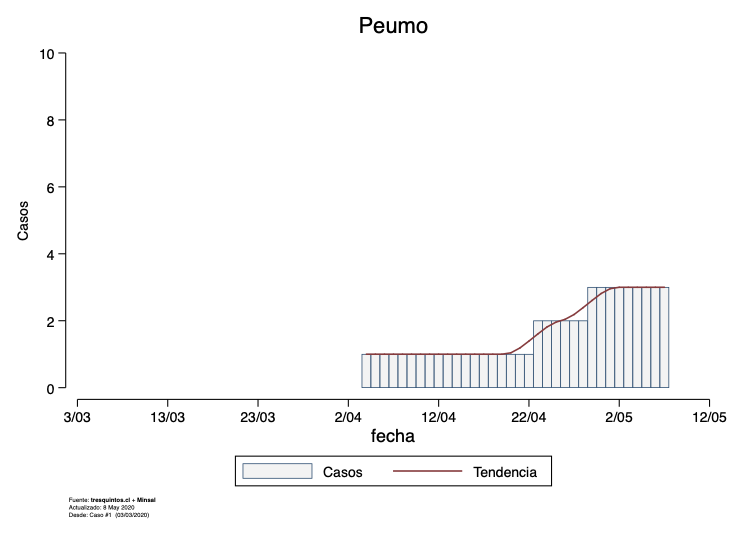 Peumo
10
8
6
4
2
0
Casos
3/03 13/03 23/03 2/04 12/04 22/04 2/05 12/05
fecha
Casos Tendencia
Fuente: tresquintos.cl + Minsal
Actualizado: 8 May 2020
Desde: Caso #1 (03/03/2020)